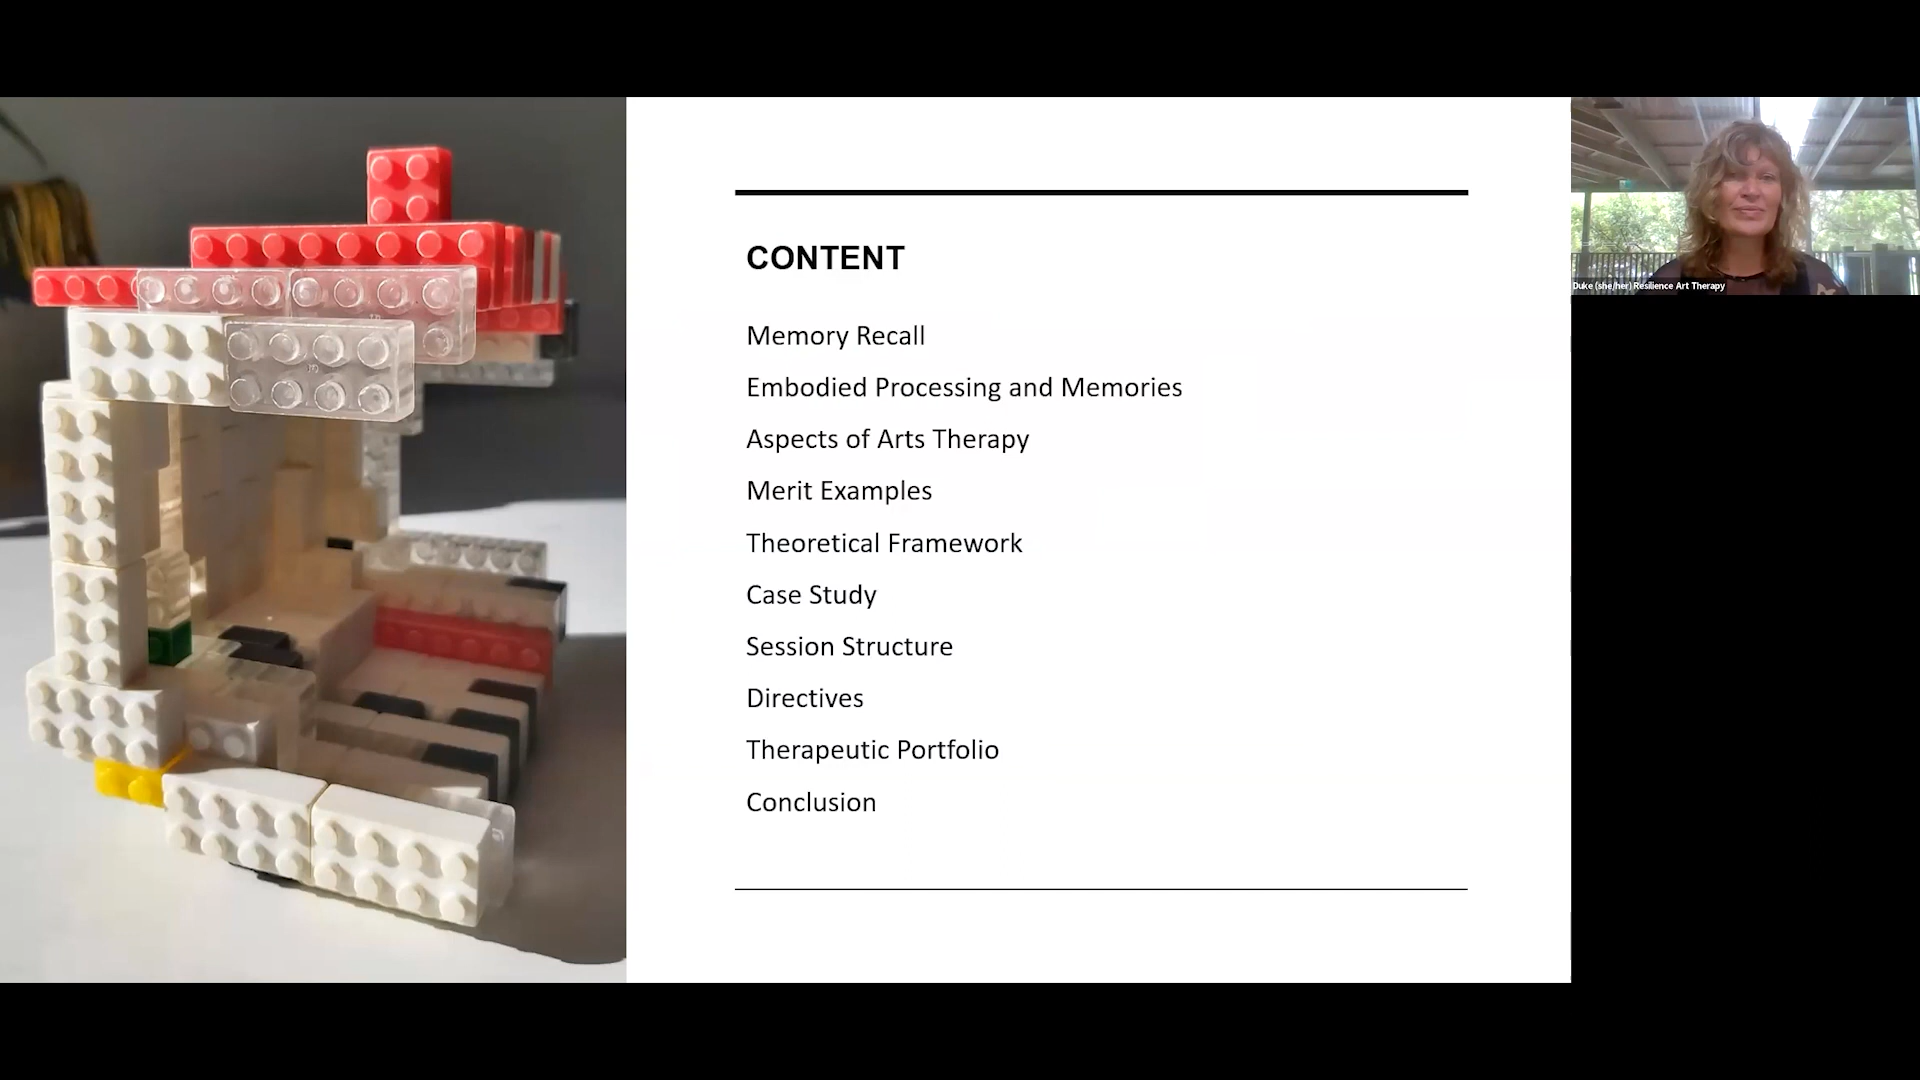 CONTENT
Memory Recall
Embodied Processing and Memories
Aspects of Arts Therapy
Merit Examples
Theoretical Framework
Case Study
Session Structure
Directives
Therapeutic Portfolio
Conclusion
Duke (she/her) Resilience Art Therapy